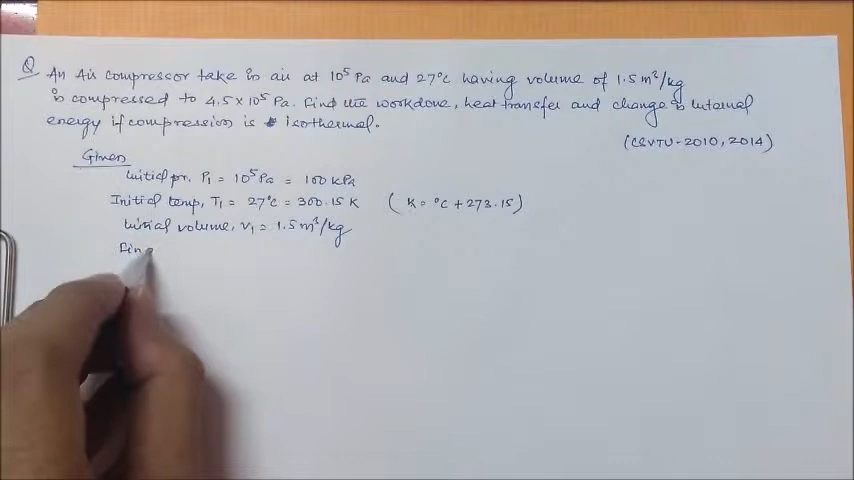 Q An Air compressor take in air at 10⁵ Pa and 27°C having volume of 1.5 m³/kg
is compressed to 4.5 × 10⁵ Pa. Find the workdone, heat transfer and change in internal
energy if compression is isothermal.
(CSVTU-2010, 2014)
Given
Initial pr. P₁ = 10⁵ Pa = 100 kPa
Initial temp, T₁ = 27°C = 300.15 K ( K = °C + 273.15)
Initial volume, v₁ = 1.5 m³/kg
Fin